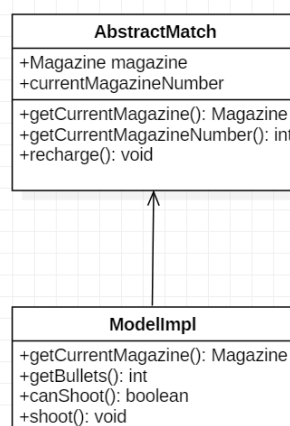 AbstractMatch
+Magazine magazine
+currentMagazineNumber
+getCurrentMagazine(): Magazine
+getCurrentMagazineNumber(): int
+recharge(): void
ModelImpl
+getCurrentMagazine(): Magazine
+getBullets(): int
+canShoot(): boolean
+shoot(): void